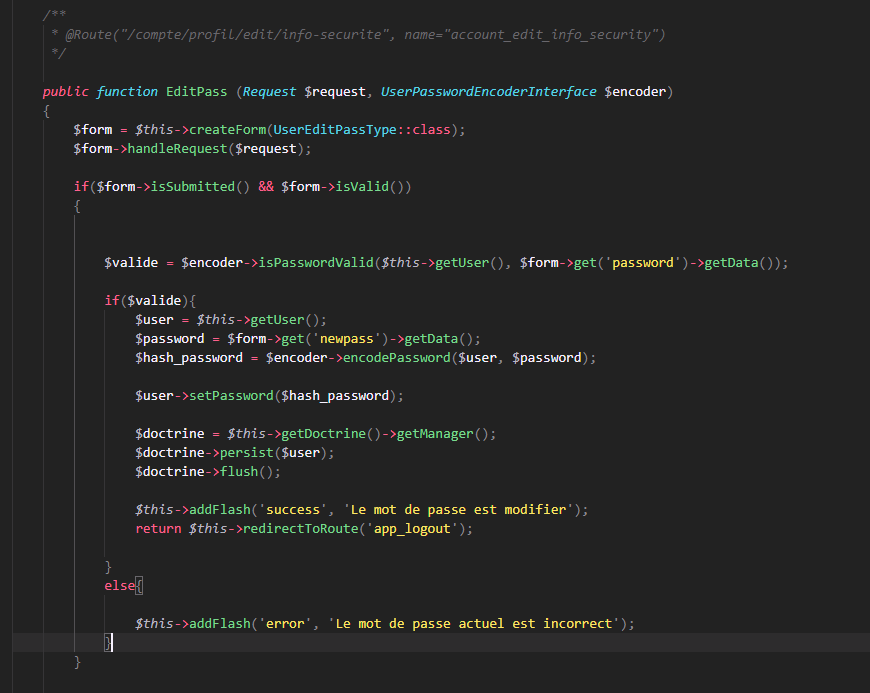 /**
 * @Route("/compte/profil/edit/info-securite", name="account_edit_info_security")
 */
public function EditPass (Request $request, UserPasswordEncoderInterface $encoder)
{
    $form = $this->createForm(UserEditPassType::class);
    $form->handleRequest($request);
    if($form->isSubmitted() && $form->isValid())
    {
        $valide = $encoder->isPasswordValid($this->getUser(), $form->get('password')->getData());
        if($valide){
            $user = $this->getUser();
            $password = $form->get('newpass')->getData();
            $hash_password = $encoder->encodePassword($user, $password);
            $user->setPassword($hash_password);
            $doctrine = $this->getDoctrine()->getManager();
            $doctrine->persist($user);
            $doctrine->flush();
            $this->addFlash('success', 'Le mot de passe est modifier');
            return $this->redirectToRoute('app_logout');
        }
        else{
            $this->addFlash('error', 'Le mot de passe actuel est incorrect');
        }
    }